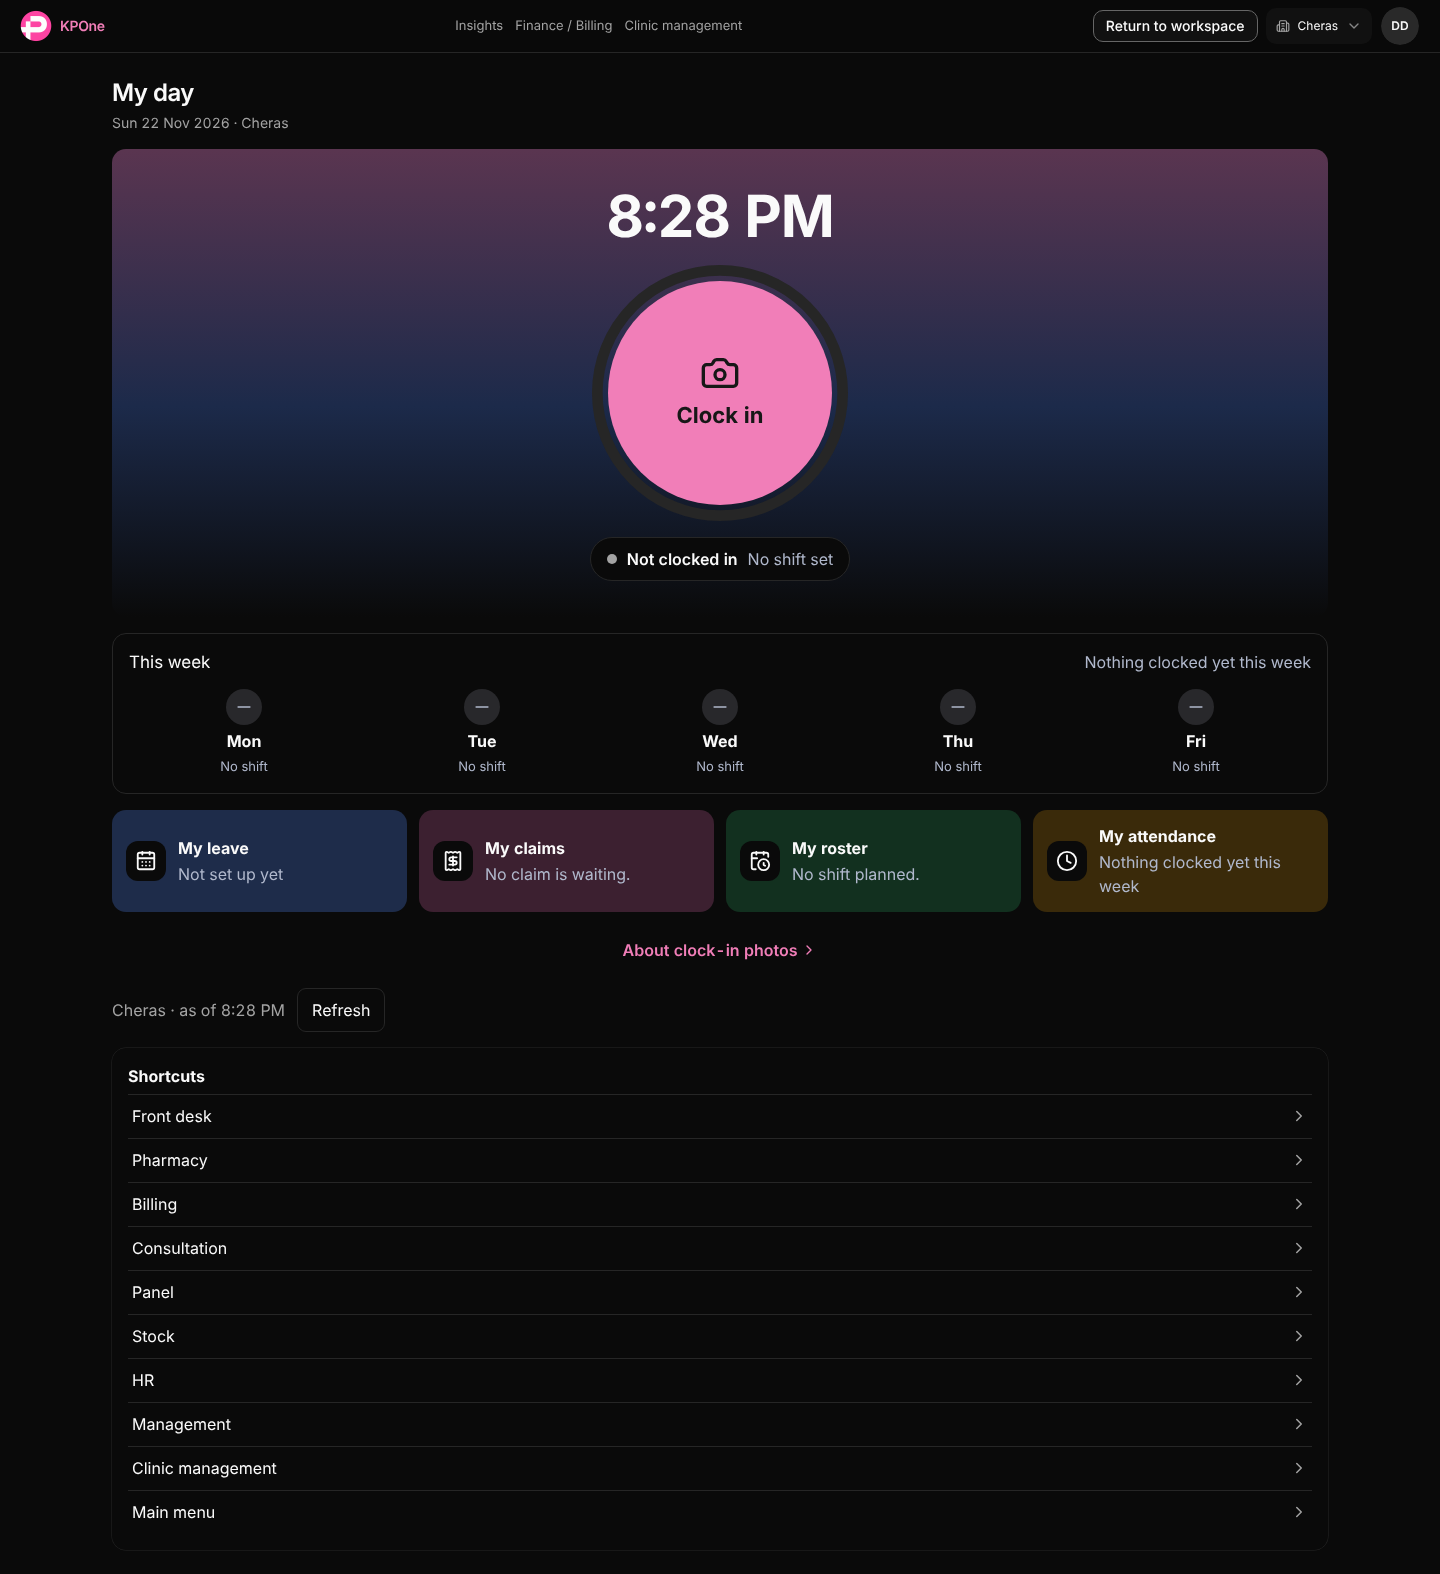 KPOne
Insights
Finance / Billing
Clinic management
Return to workspace
Cheras
DD
My day
Sun 22 Nov 2026 · Cheras
8:28 PM
Clock in
Not clocked in No shift set
This week
Nothing clocked yet this week
Mon
No shift
Tue
No shift
Wed
No shift
Thu
No shift
Fri
No shift
My leave
Not set up yet
My claims
No claim is waiting.
My roster
No shift planned.
My attendance
Nothing clocked yet this
week
About clock-in photos
Cheras · as of 8:28 PM
Refresh
Shortcuts
Front desk
Pharmacy
Billing
Consultation
Panel
Stock
HR
Management
Clinic management
Main menu